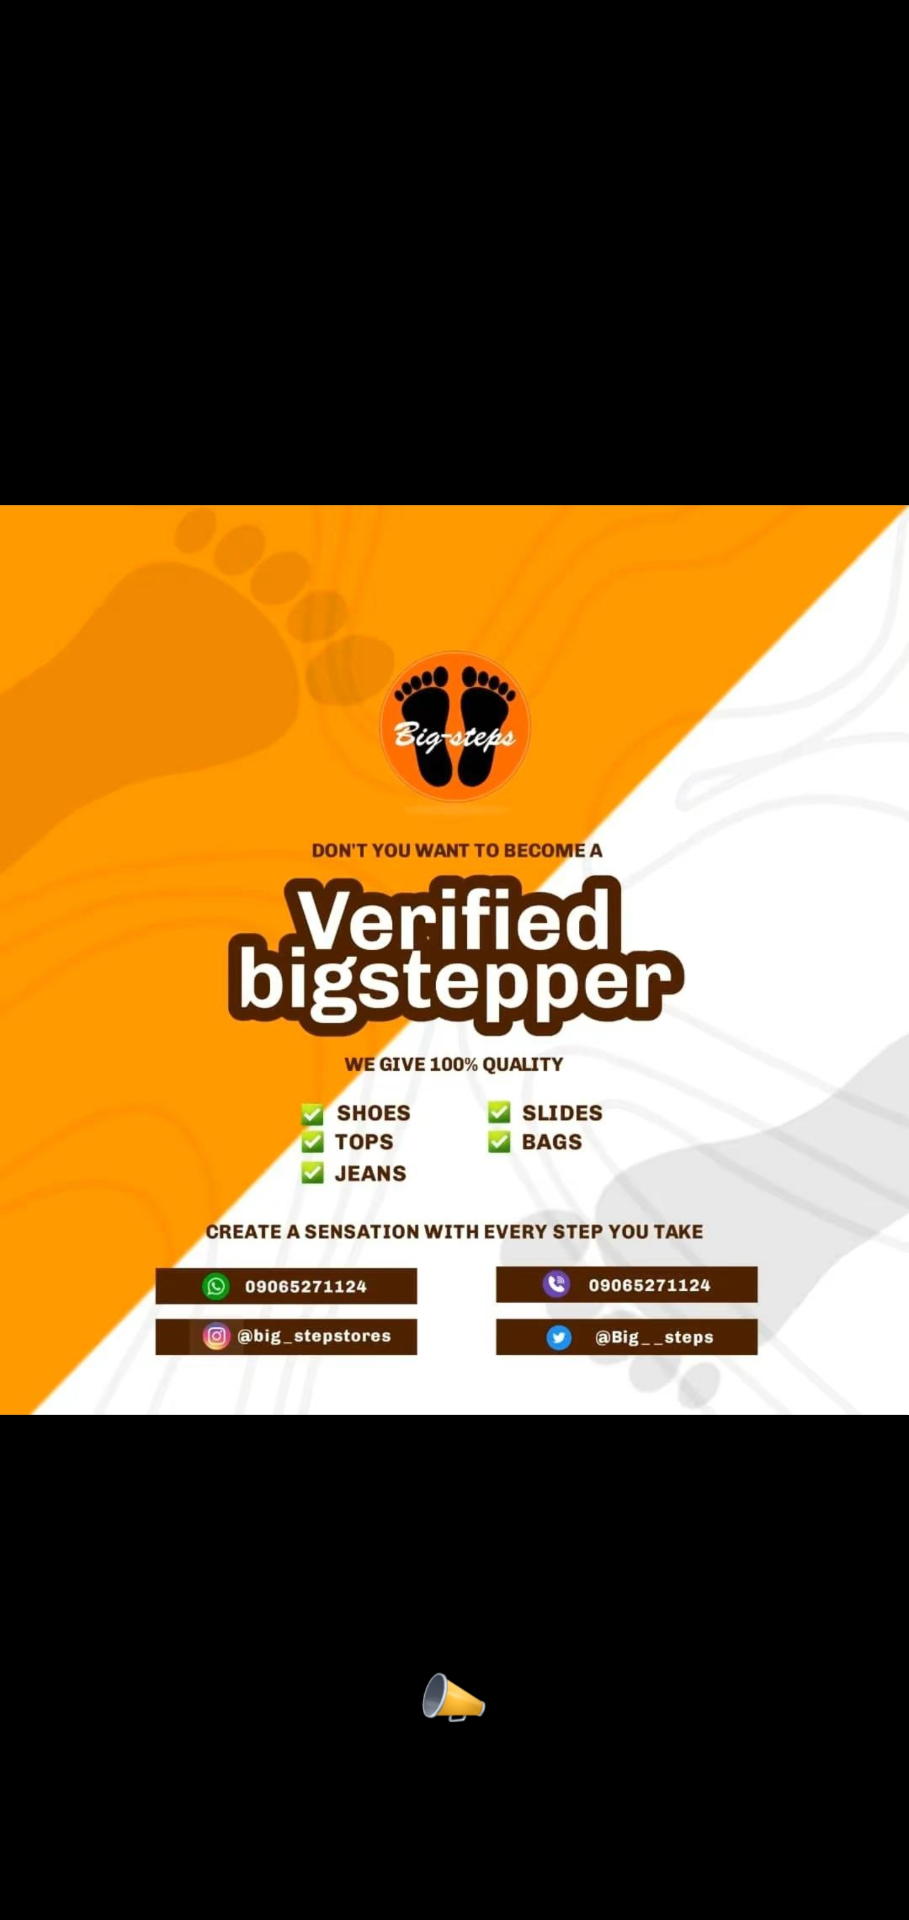 Big-steps
DON'T YOU WANT TO BECOME A
Verified
bigstepper
WE GIVE 100% QUALITY
✅ SHOES ✅ SLIDES
✅ TOPS ✅ BAGS
✅ JEANS
CREATE A SENSATION WITH EVERY STEP YOU TAKE
09065271124 09065271124
@big_stepstores @Big__steps